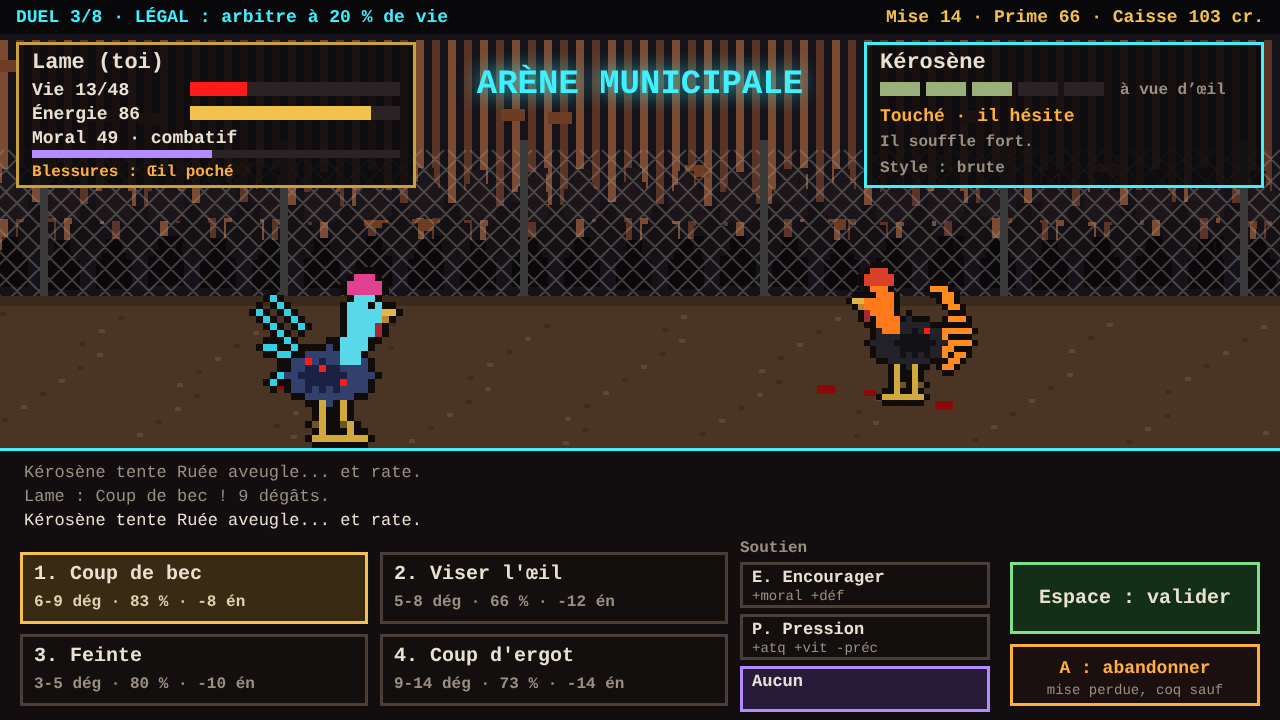 DUEL 3/8 · LÉGAL : arbitre à 20 % de vie
Mise 14 · Prime 66 · Caisse 103 cr.
Lame (toi)
Vie 13/48
Énergie 86
Moral 49 · combatif
Blessures : Œil poché
ARÈNE MUNICIPALE
Kérosène
à vue d’œil
Touché · il hésite
Il souffle fort.
Style : brute
Kérosène tente Ruée aveugle... et rate.
Lame : Coup de bec ! 9 dégâts.
Kérosène tente Ruée aveugle... et rate.
1. Coup de bec
6-9 dég · 83 % · -8 én
2. Viser l'œil
5-8 dég · 66 % · -12 én
3. Feinte
3-5 dég · 80 % · -10 én
4. Coup d'ergot
9-14 dég · 73 % · -14 én
Soutien
E. Encourager
+moral +déf
P. Pression
+atq +vit -préc
Aucun
Espace : valider
A : abandonner
mise perdue, coq sauf